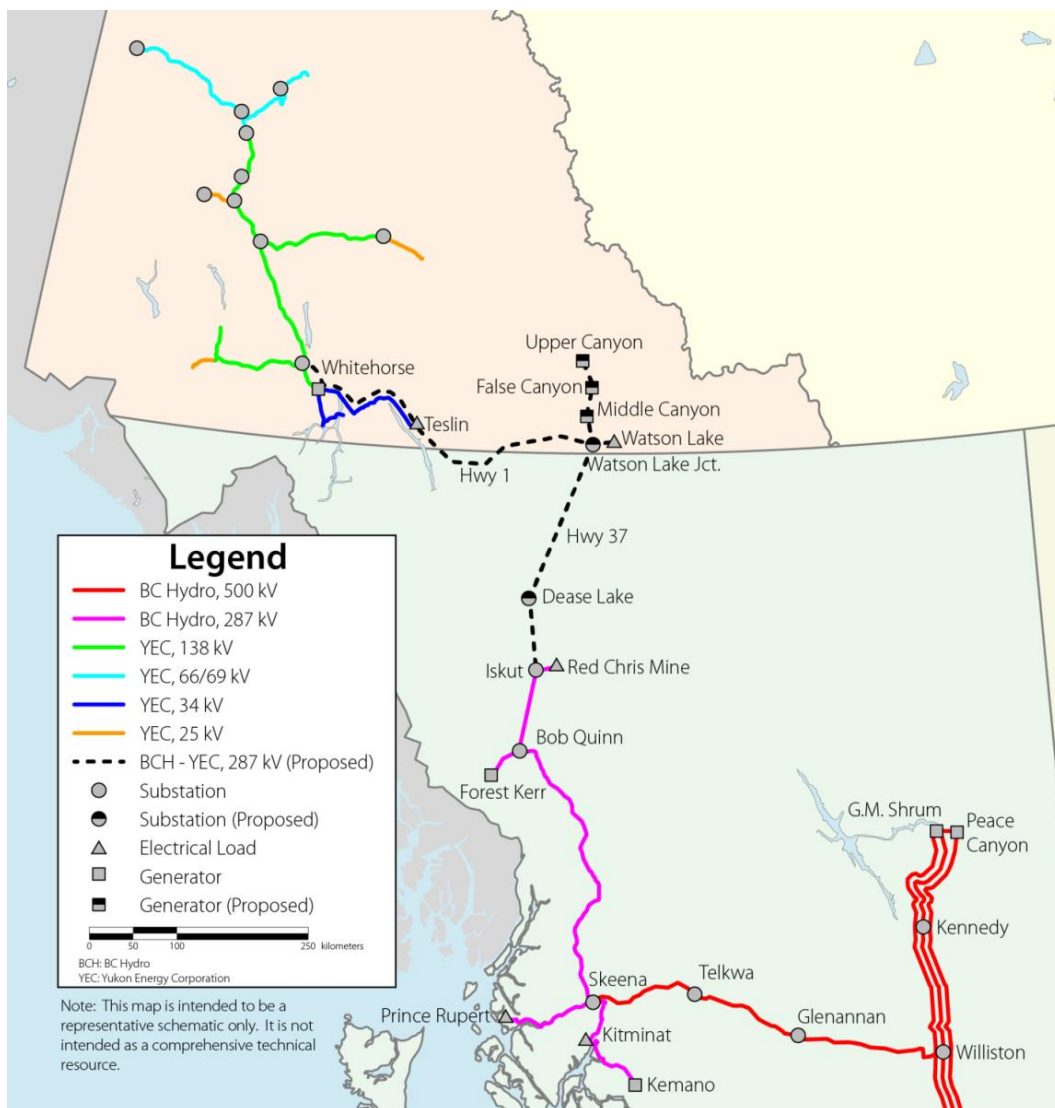 Upper Canyon
Whitehorse
False Canyon
Middle Canyon
Teslin
Watson Lake
Watson Lake Jct.
Hwy 1
Hwy 37
Legend
BC Hydro, 500 kV
BC Hydro, 287 kV
YEC, 138 kV
YEC, 66/69 kV
YEC, 34 kV
YEC, 25 kV
BCH - YEC, 287 kV (Proposed)
Substation
Substation (Proposed)
Electrical Load
Generator
Generator (Proposed)
0 50 100 250 kilometers
BCH: BC Hydro
YEC: Yukon Energy Corporation
Note: This map is intended to be a
representative schematic only. It is not
intended as a comprehensive technical
resource.
Dease Lake
Iskut
Red Chris Mine
Bob Quinn
Forest Kerr
G.M. Shrum
Peace
Canyon
Kennedy
Skeena
Telkwa
Prince Rupert
Glenannan
Kitminat
Williston
Kemano